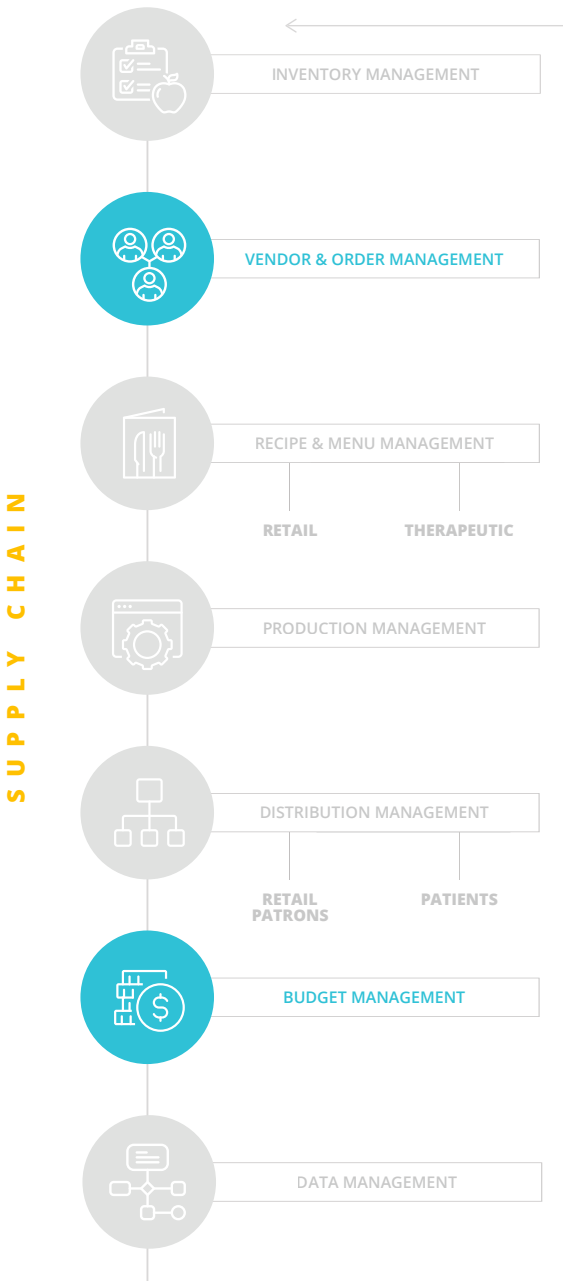 INVENTORY MANAGEMENT
VENDOR & ORDER MANAGEMENT
RECIPE & MENU MANAGEMENT
RETAIL
THERAPEUTIC
SUPPLY CHAIN
PRODUCTION MANAGEMENT
DISTRIBUTION MANAGEMENT
RETAIL
PATRONS
PATIENTS
$
BUDGET MANAGEMENT
DATA MANAGEMENT